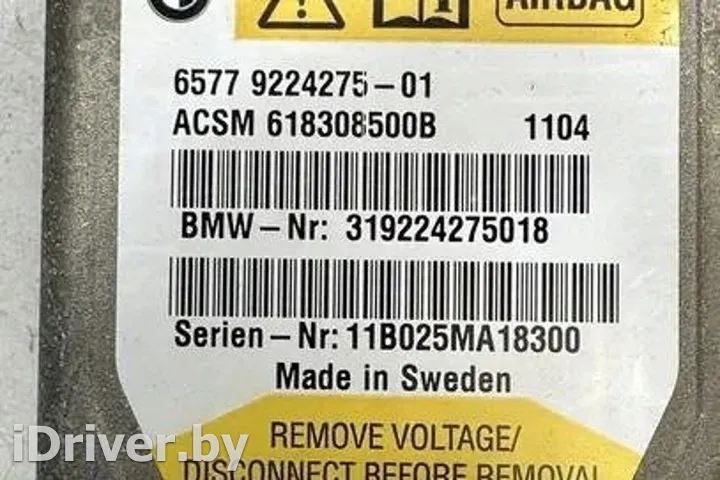 AIRBAG
6577 9224275-01
ACSM 618308500B 1104
BMW-Nr: 319224275018
Serien-Nr: 11B025MA18300
Made in Sweden
REMOVE VOLTAGE/
DISCONNECT BEFORE REMOVAL
iDriver.by